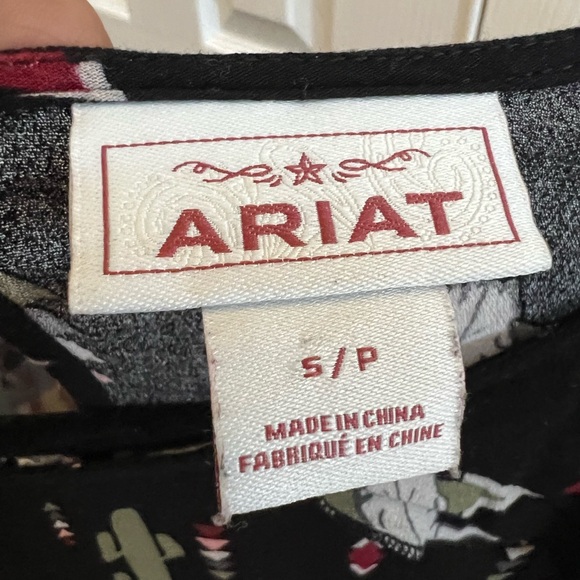 ARIAT
S/P
MADE IN CHINA
FABRIQUÉ EN CHINE